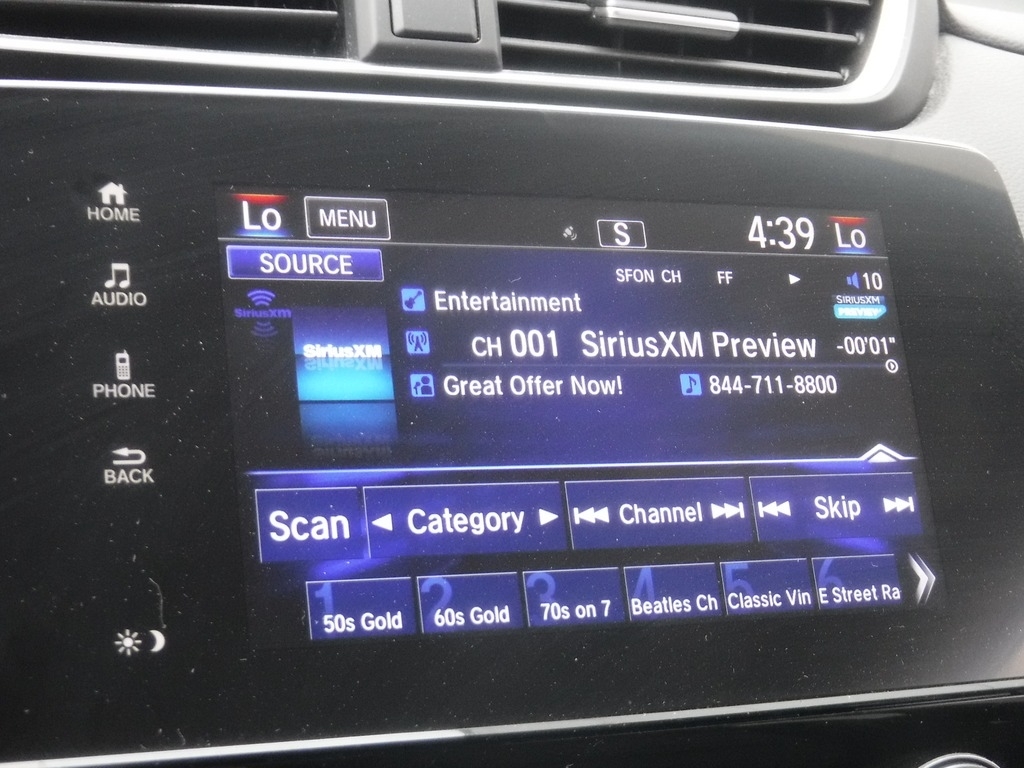 HOME
AUDIO
PHONE
BACK
Lo MENU S 4:39 Lo
SOURCE SFON CH FF 10
SiriusXM Entertainment SIRIUSXM PREVIEW
SiriusXM CH 001 SiriusXM Preview -00'01"
Great Offer Now! 844-711-8800
Scan Category Channel Skip
1 50s Gold 2 60s Gold 3 70s on 7 4 Beatles Ch 5 Classic Vin 6 E Street Ra